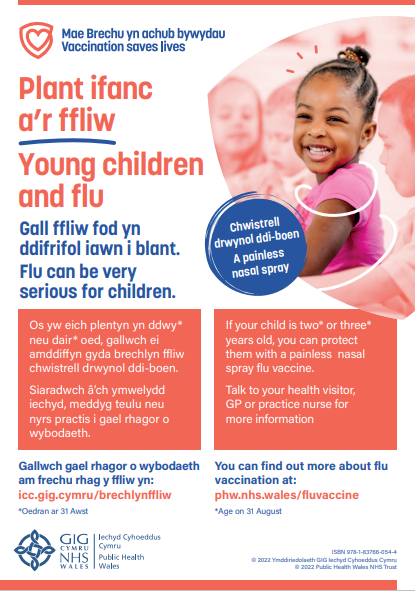 Mae Brechu yn achub bywydau
Vaccination saves lives
Plant ifanc
a'r ffliw
Young children
and flu
Gall ffliw fod yn
ddifrifol iawn i blant.
Flu can be very
serious for children.
Chwistrell
drwynol ddi-boen
A painless
nasal spray
Os yw eich plentyn yn ddwy*
neu dair* oed, gallwch ei
amddiffyn gyda brechlyn ffliw
chwistrell drwynol ddi-boen.
Siaradwch â'ch ymwelydd
iechyd, meddyg teulu neu
nyrs practis i gael rhagor o
wybodaeth.
If your child is two* or three*
years old, you can protect
them with a painless nasal
spray flu vaccine.
Talk to your health visitor,
GP or practice nurse for
more information
Gallwch gael rhagor o wybodaeth
am frechu rhag y ffliw yn:
icc.gig.cymru/brechlynffliw
*Oedran ar 31 Awst
You can find out more about flu
vaccination at:
phw.nhs.wales/fluvaccine
*Age on 31 August
GIG
CYMRU
NHS
WALES
Iechyd Cyhoeddus
Cymru
Public Health
Wales
ISBN 978-1-83766-054-4
© 2022 Ymddiriedolaeth GIG Iechyd Cyhoeddus Cymru
© 2022 Public Health Wales NHS Trust